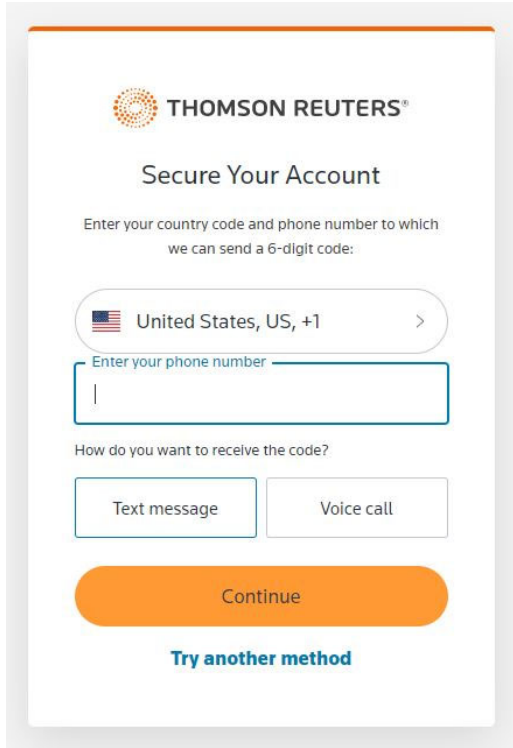 THOMSON REUTERS®
Secure Your Account
Enter your country code and phone number to which
we can send a 6-digit code:
United States, US, +1
Enter your phone number
How do you want to receive the code?
Text message
Voice call
Continue
Try another method